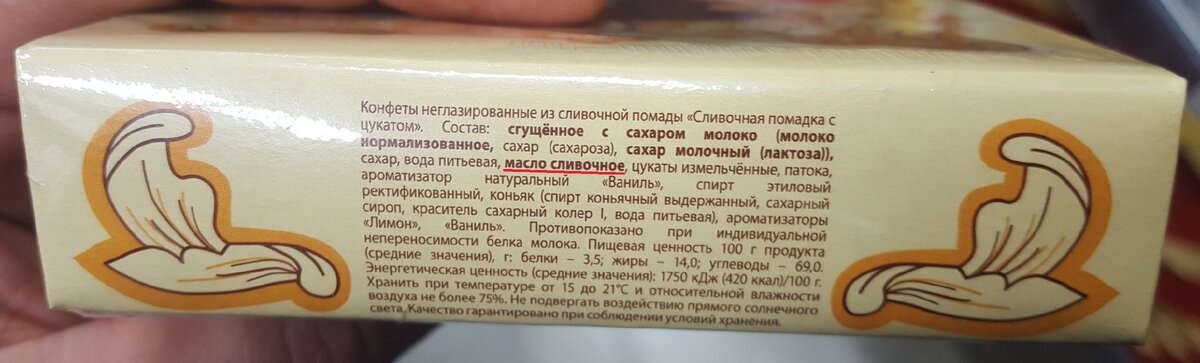 Конфеты неглазированные из сливочной помады «Сливочная помадка с
цукатом». Состав: сгущённое с сахаром молоко (молоко
нормализованное, сахар (сахароза), сахар молочный (лактоза)),
сахар, вода питьевая, масло сливочное, цукаты измельчённые, патока,
ароматизатор натуральный «Ваниль», спирт этиловый
ректификованный, коньяк (спирт коньячный выдержанный, сахарный
сироп, краситель сахарный колер I, вода питьевая), ароматизаторы
«Лимон», «Ваниль». Противопоказано при индивидуальной
непереносимости белка молока. Пищевая ценность 100 г продукта
(средние значения), г: белки – 3,5; жиры – 14,0; углеводы – 69,0.
Энергетическая ценность (средние значения): 1750 кДж (420 ккал)/100 г.
Хранить при температуре от 15 до 21°С и относительной влажности
воздуха не более 75%. Не подвергать воздействию прямого солнечного
света. Качество гарантировано при соблюдении условий хранения.